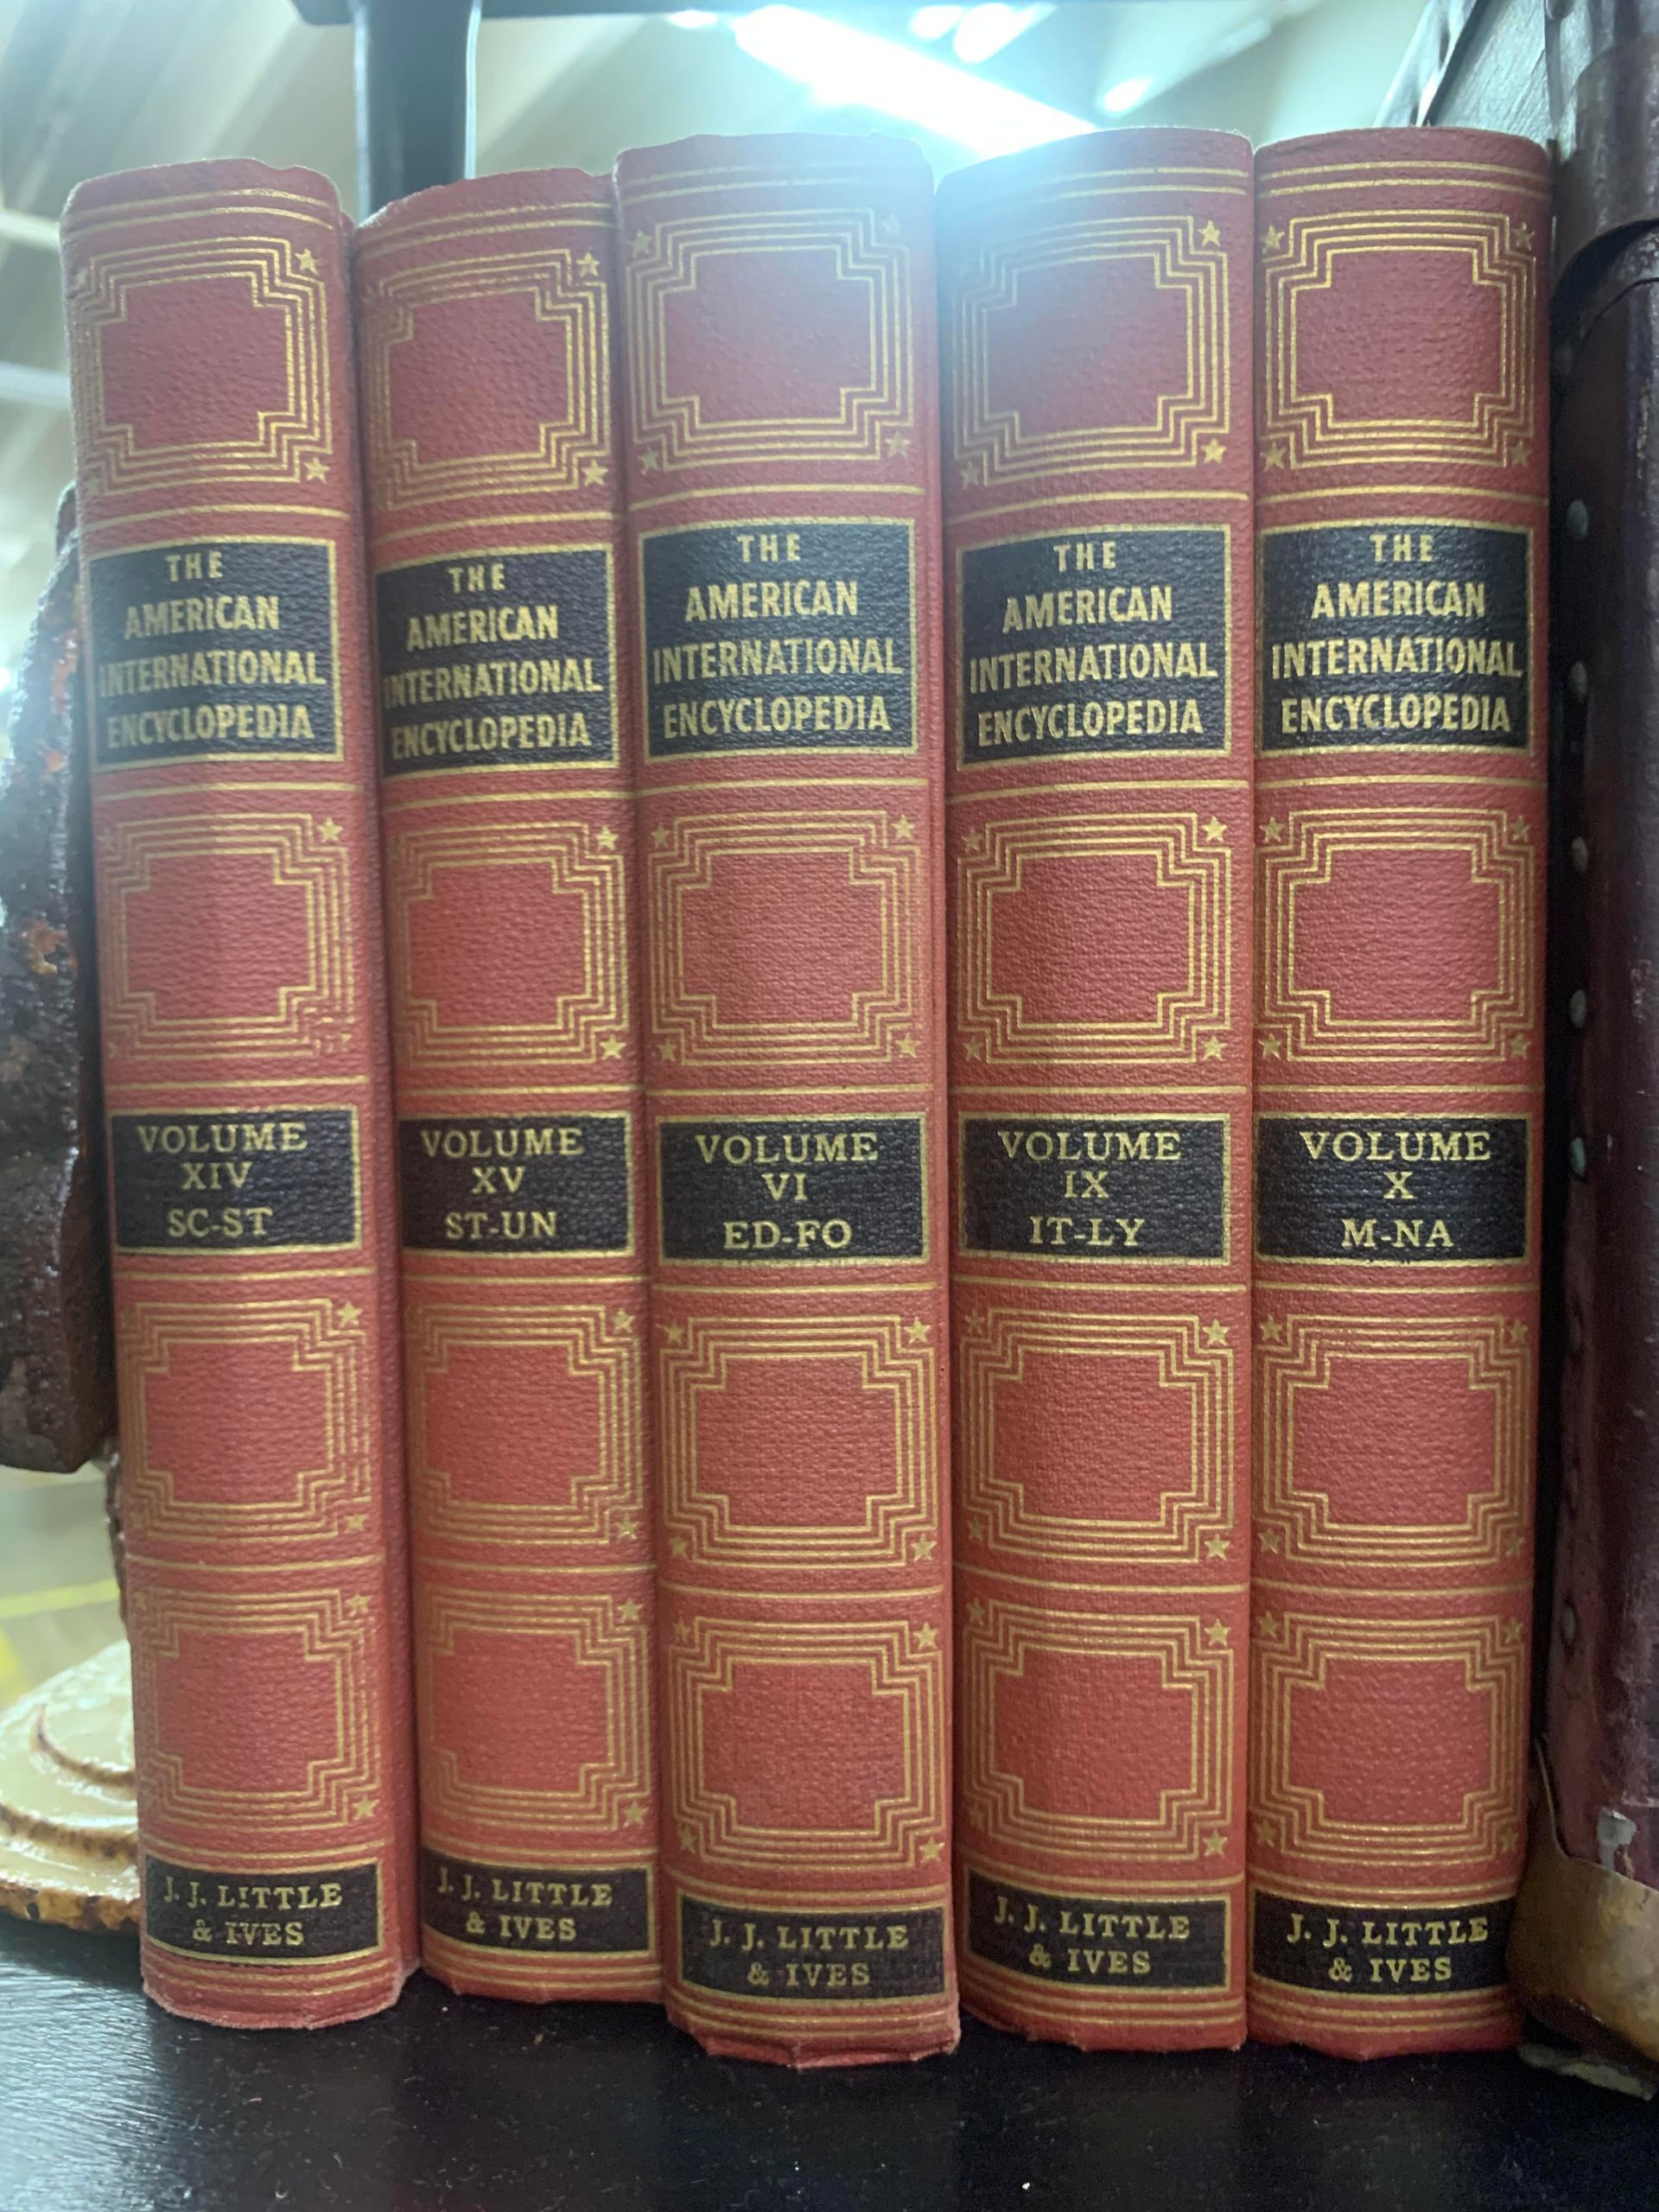 THE
AMERICAN
INTERNATIONAL
ENCYCLOPEDIA
VOLUME
XIV
SC-ST
J. J. LITTLE
& IVES
THE
AMERICAN
INTERNATIONAL
ENCYCLOPEDIA
VOLUME
XV
ST-UN
J. J. LITTLE
& IVES
THE
AMERICAN
INTERNATIONAL
ENCYCLOPEDIA
VOLUME
VI
ED-FO
J. J. LITTLE
& IVES
THE
AMERICAN
INTERNATIONAL
ENCYCLOPEDIA
VOLUME
IX
IT-LY
J. J. LITTLE
& IVES
THE
AMERICAN
INTERNATIONAL
ENCYCLOPEDIA
VOLUME
X
M-NA
J. J. LITTLE
& IVES